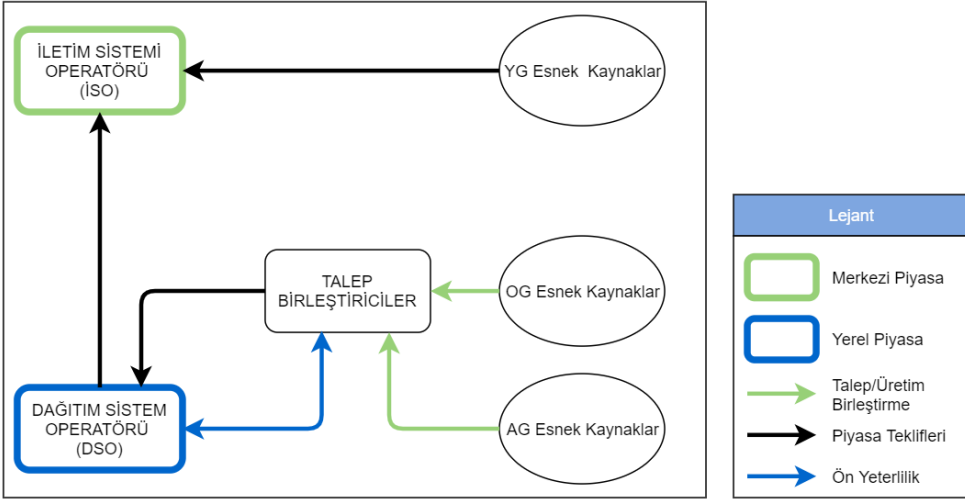 İLETİM SİSTEMİ
OPERATÖRÜ
(İSO)
YG Esnek Kaynaklar
TALEP
BİRLEŞTİRİCİLER
OG Esnek Kaynaklar
DAĞITIM SİSTEM
OPERATÖRÜ
(DSO)
AG Esnek Kaynaklar
Lejant
Merkezi Piyasa
Yerel Piyasa
Talep/Üretim
Birleştirme
Piyasa Teklifleri
Ön Yeterlilik